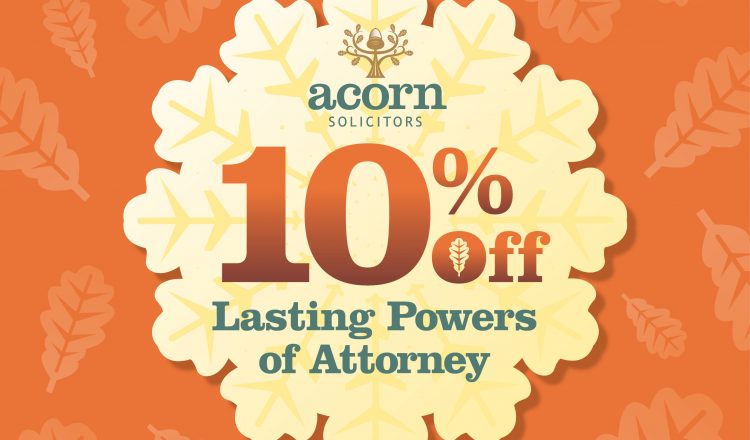 acorn
SOLICITORS
10% Off
Lasting Powers
of Attorney